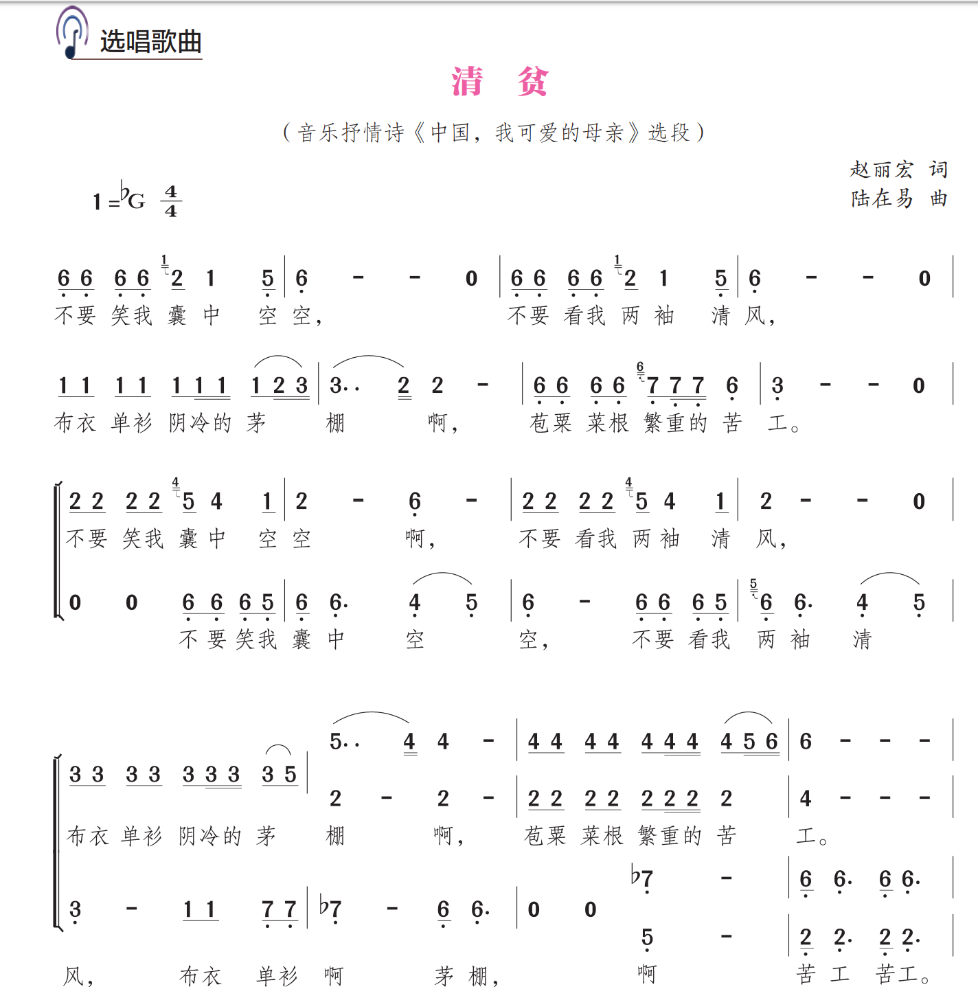 选唱歌曲
清 贫
（音乐抒情诗《中国，我可爱的母亲》选段）
赵丽宏 词
1=♭G 4/4
陆在易 曲
6 6 6 6 1 2 1 5 | 6 - - 0 | 6 6 6 6 1 2 1 5 | 6 - - 0 |
不要 笑我 囊 中 空 空， 不要 看我 两 袖 清 风，
1 1 1 1 1 1 1 1 2 3 | 3·· 2 2 - | 6 6 6 6 6 7 7 7 6 | 3 - - 0 |
布衣 单衫 阴冷的 茅 棚 啊， 苞粟 菜根 繁重的 苦 工。
2 2 2 2 4 5 4 1 | 2 - 6 - | 2 2 2 2 4 5 4 1 | 2 - - 0 |
不要 笑我 囊 中 空 空 啊， 不要 看我 两 袖 清 风，
0 0 6 6 6 5 | 6 6· 4 5 | 6 - 6 6 6 5 | 5 6 6· 4 5 |
不 要 笑我 囊 中 空 空， 不要 看我 两 袖 清
5·· 4 4 - | 4 4 4 4 4 4 4 4 5 6 | 6 - - - |
3 3 3 3 3 3 3 3 5 |
2 - 2 - | 2 2 2 2 2 2 2 2 | 4 - - - |
布衣 单衫 阴冷的 茅 棚 啊， 苞粟 菜根 繁重的 苦 工。
♭7 - | 6 6· 6 6· |
3 - 1 1 7 7 | ♭7 - 6 6· | 0 0
5 - | 2 2· 2 2· |
风， 布衣 单衫 啊 茅 棚， 啊 苦 工 苦工。